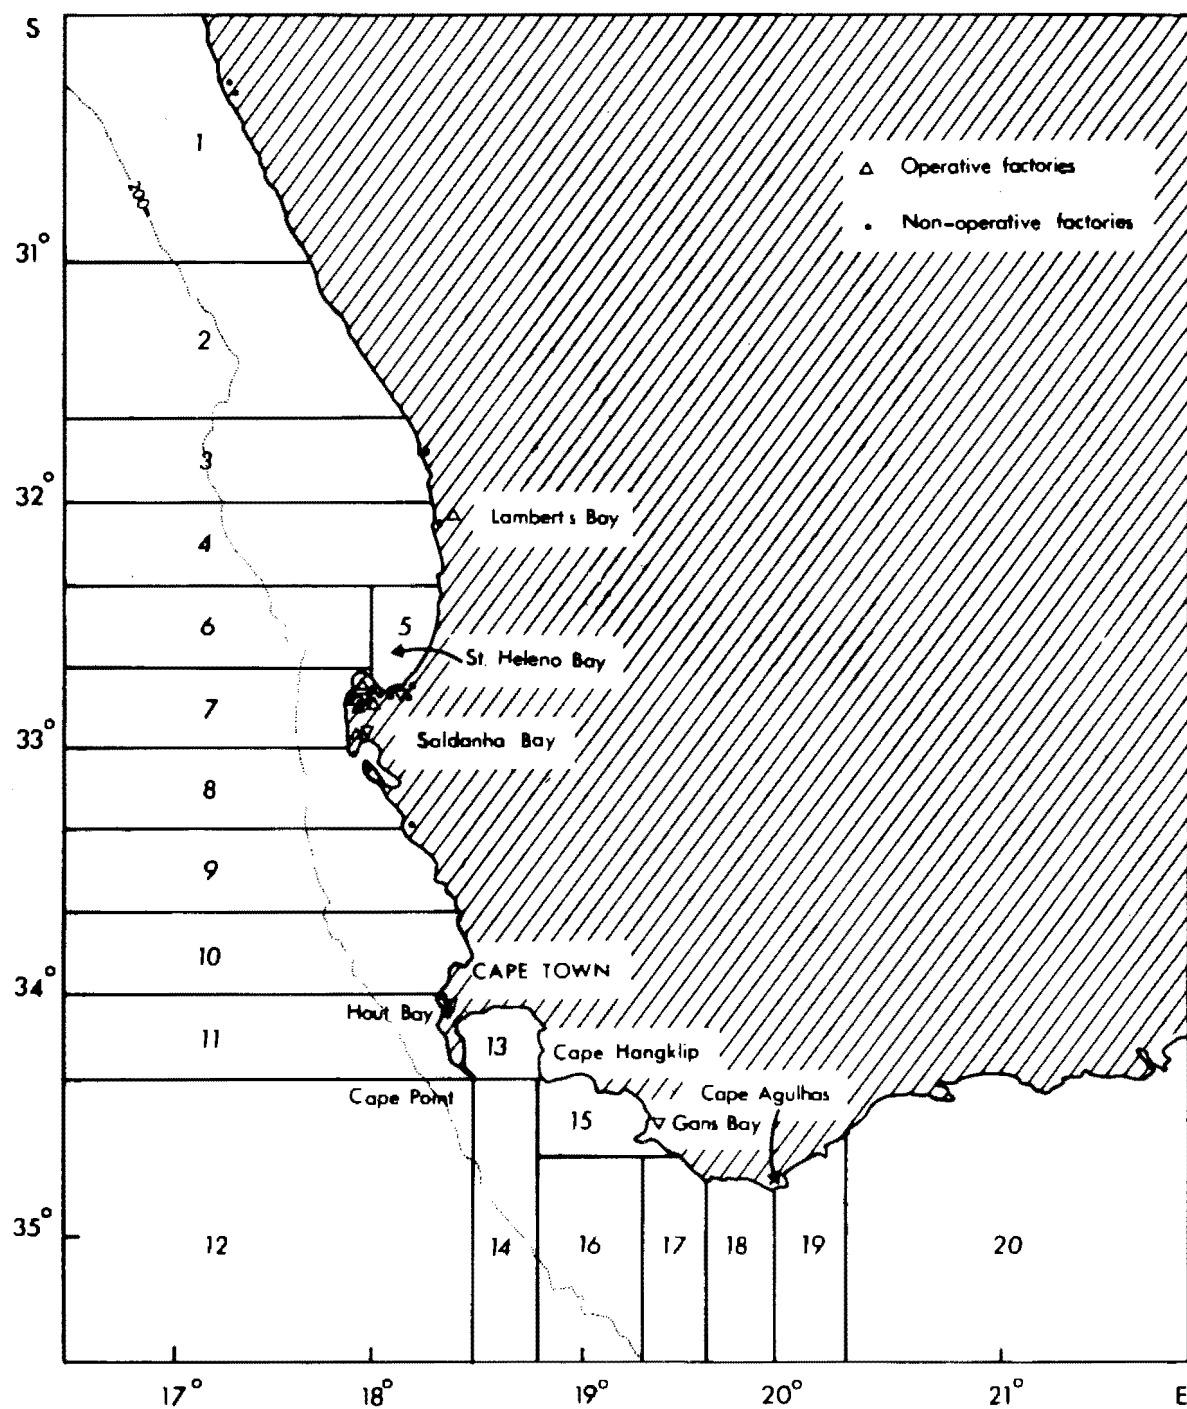 S
1
Operative factories
200
Non-operative factories
31°
2
3
32°
Lamberts Bay
4
6
5
St. Heleno Bay
7
33°
Saldanha Bay
8
9
10
CAPE TOWN
34°
Hout Bay
11
13
Cape Hangklip
Cape Point
Cape Agulhas
15
Gans Bay
35°
12
14
16
17
18
19
20
17°
18°
19°
20°
21°
E